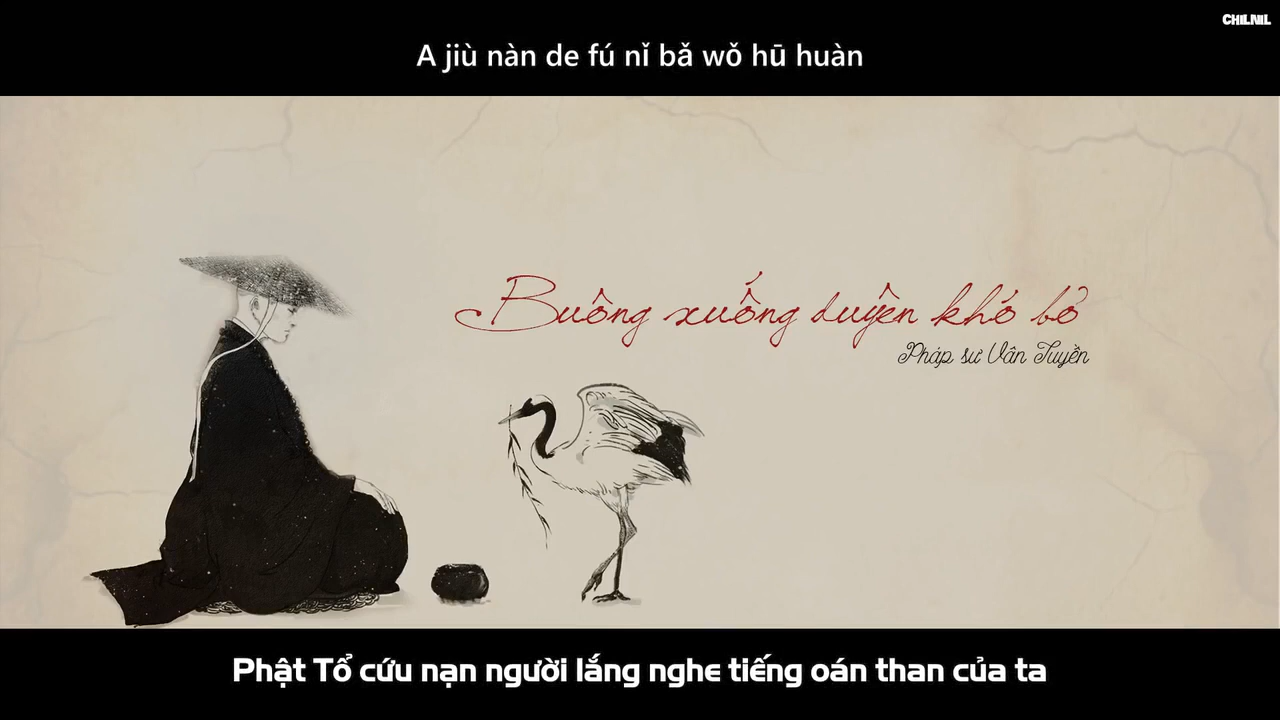 CHILNIL
A jiù nàn de fú nǐ bǎ wǒ hū huàn
Buông xuống duyên khó bỏ
Pháp sư Vân Tuyền
Phật Tổ cứu nạn người lắng nghe tiếng oán than của ta